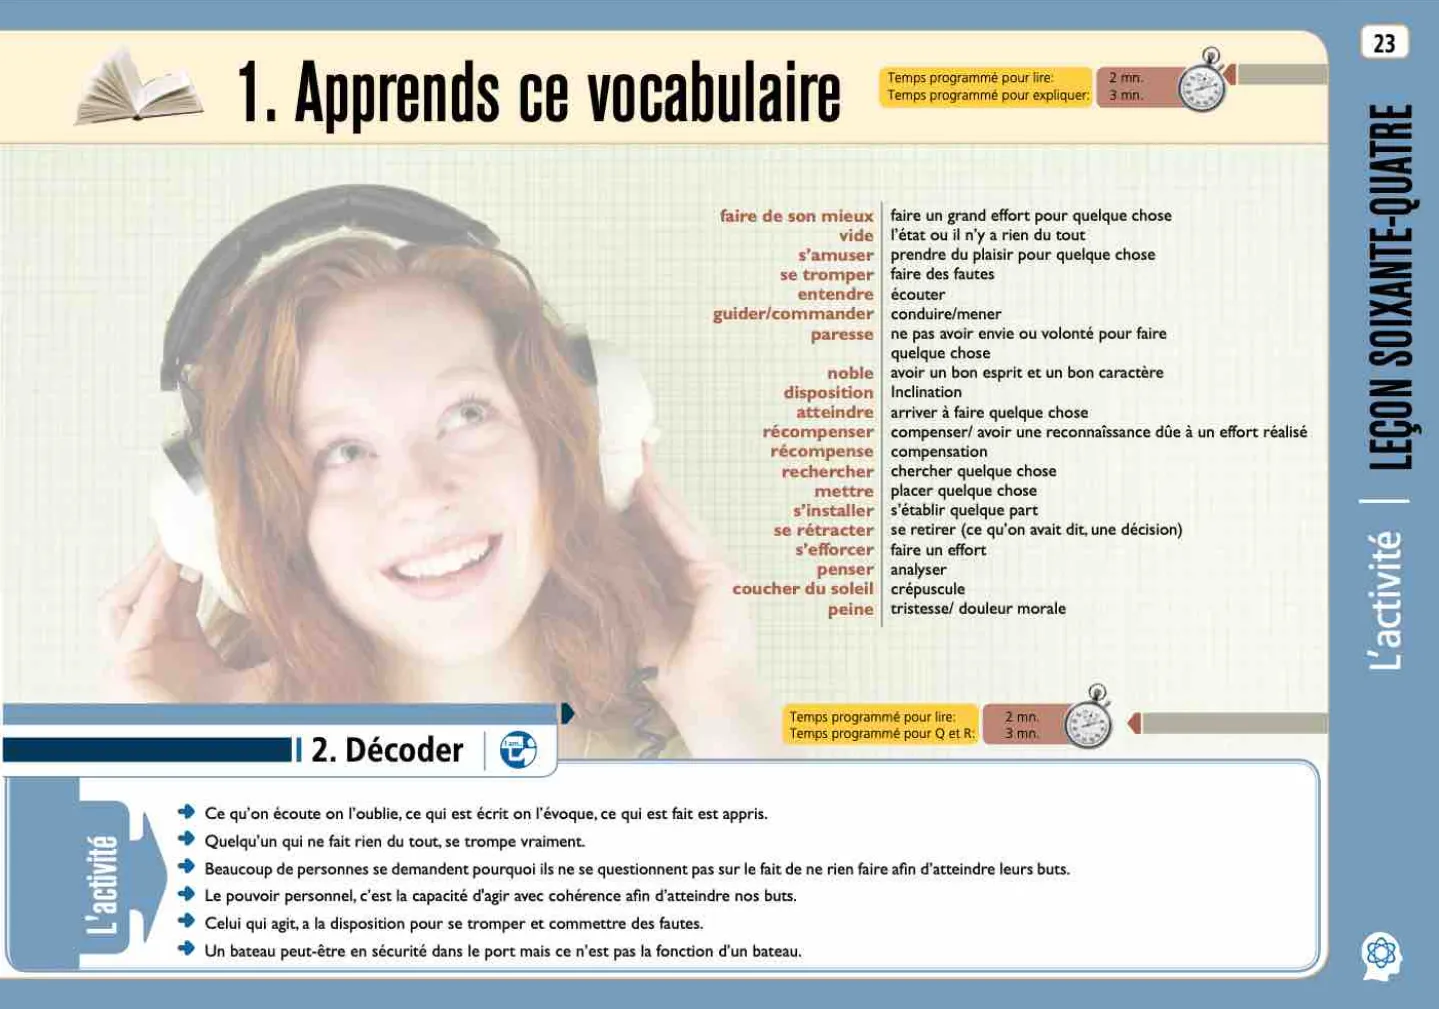 23
1. Apprends ce vocabulaire
Temps programmé pour lire: 2 mn.
Temps programmé pour expliquer: 3 mn.
faire de son mieux faire un grand effort pour quelque chose
vide l'état ou il n'y a rien du tout
s'amuser prendre du plaisir pour quelque chose
se tromper faire des fautes
entendre écouter
guider/commander conduire/mener
paresse ne pas avoir envie ou volonté pour faire
quelque chose
noble avoir un bon esprit et un bon caractère
disposition Inclination
atteindre arriver à faire quelque chose
récompenser compenser/ avoir une reconnaîssance dûe à un effort réalisé
récompense compensation
rechercher chercher quelque chose
mettre placer quelque chose
s'installer s'établir quelque part
se rétracter se retirer (ce qu'on avait dit, une décision)
s'efforcer faire un effort
penser analyser
coucher du soleil crépuscule
peine tristesse/ douleur morale
LEÇON SOIXANTE-QUATRE
L'activité
Temps programmé pour lire: 2 mn.
Temps programmé pour Q et R: 3 mn.
2. Décoder
I am...
L'activité
Ce qu'on écoute on l'oublie, ce qui est écrit on l'évoque, ce qui est fait est appris.
Quelqu'un qui ne fait rien du tout, se trompe vraiment.
Beaucoup de personnes se demandent pourquoi ils ne se questionnent pas sur le fait de ne rien faire afin d'atteindre leurs buts.
Le pouvoir personnel, c'est la capacité d'agir avec cohérence afin d'atteindre nos buts.
Celui qui agit, a la disposition pour se tromper et commettre des fautes.
Un bateau peut-être en sécurité dans le port mais ce n'est pas la fonction d'un bateau.